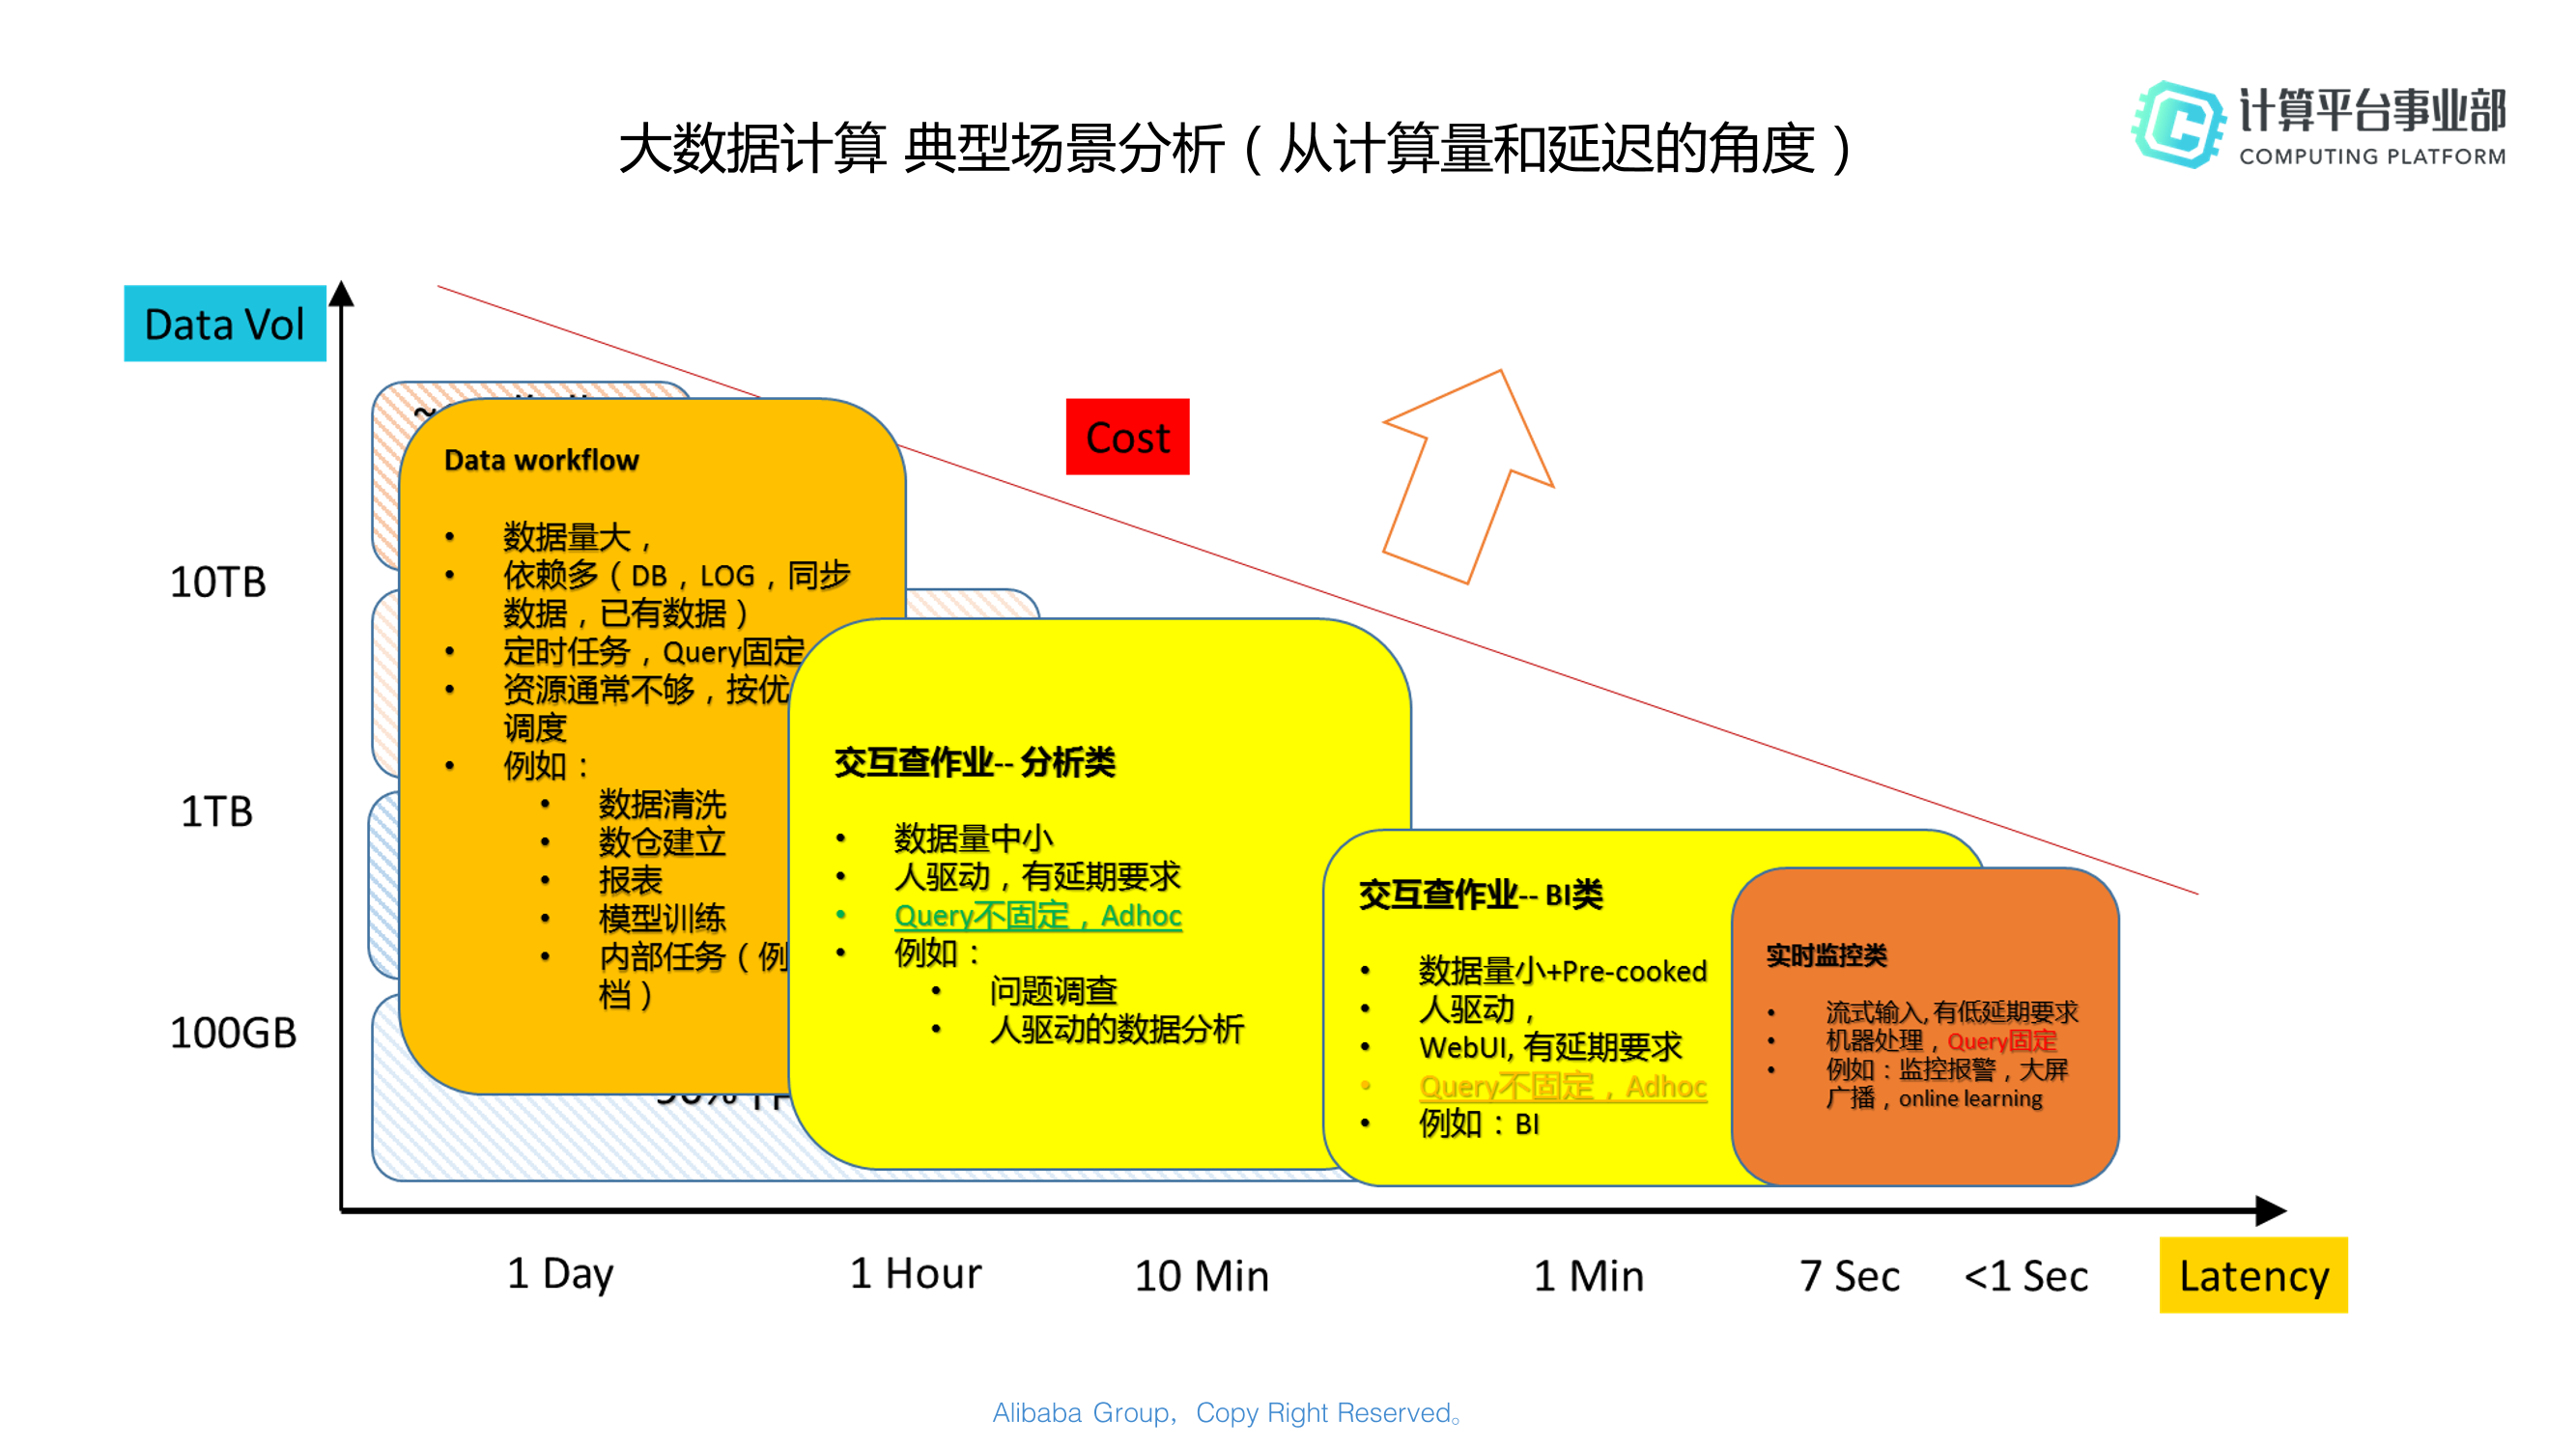 大数据计算 典型场景分析（从计算量和延迟的角度）
计算平台事业部
COMPUTING PLATFORM
Data Vol
Cost
10TB
1TB
100GB
Data workflow
• 数据量大，
• 依赖多（DB，LOG，同步
数据，已有数据）
• 定时任务，Query固定
• 资源通常不够，按优
调度
• 例如：
• 数据清洗
• 数仓建立
• 报表
• 模型训练
• 内部任务（例
档）
交互查作业-- 分析类
• 数据量中小
• 人驱动，有延期要求
• Query不固定，Adhoc
• 例如：
• 问题调查
• 人驱动的数据分析
交互查作业-- BI类
• 数据量小+Pre-cooked
• 人驱动，
• WebUI, 有延期要求
• Query不固定，Adhoc
• 例如：BI
实时监控类
• 流式输入, 有低延期要求
• 机器处理，Query固定
• 例如：监控报警，大屏
广播，online learning
1 Day
1 Hour
10 Min
1 Min
7 Sec
<1 Sec
Latency
Alibaba Group， Copy Right Reserved。